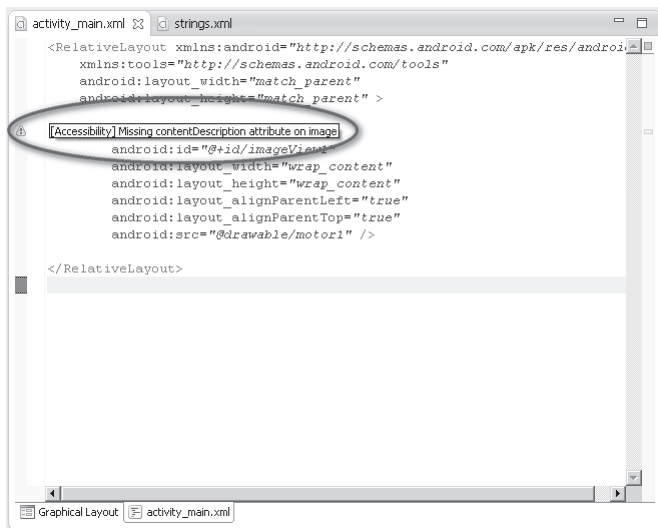 activity_main.xml strings.xml
<RelativeLayout xmlns:android="http://schemas.android.com/apk/res/androi
xmlns:tools="http://schemas.android.com/tools"
android:layout_width="match_parent"
android:layout_height="match_parent" >
[Accessibility] Missing contentDescription attribute on image
android:id="@+id/imageView1"
android:layout_width="wrap_content"
android:layout_height="wrap_content"
android:layout_alignParentLeft="true"
android:layout_alignParentTop="true"
android:src="@drawable/motor1" />
</RelativeLayout>
Graphical Layout activity_main.xml